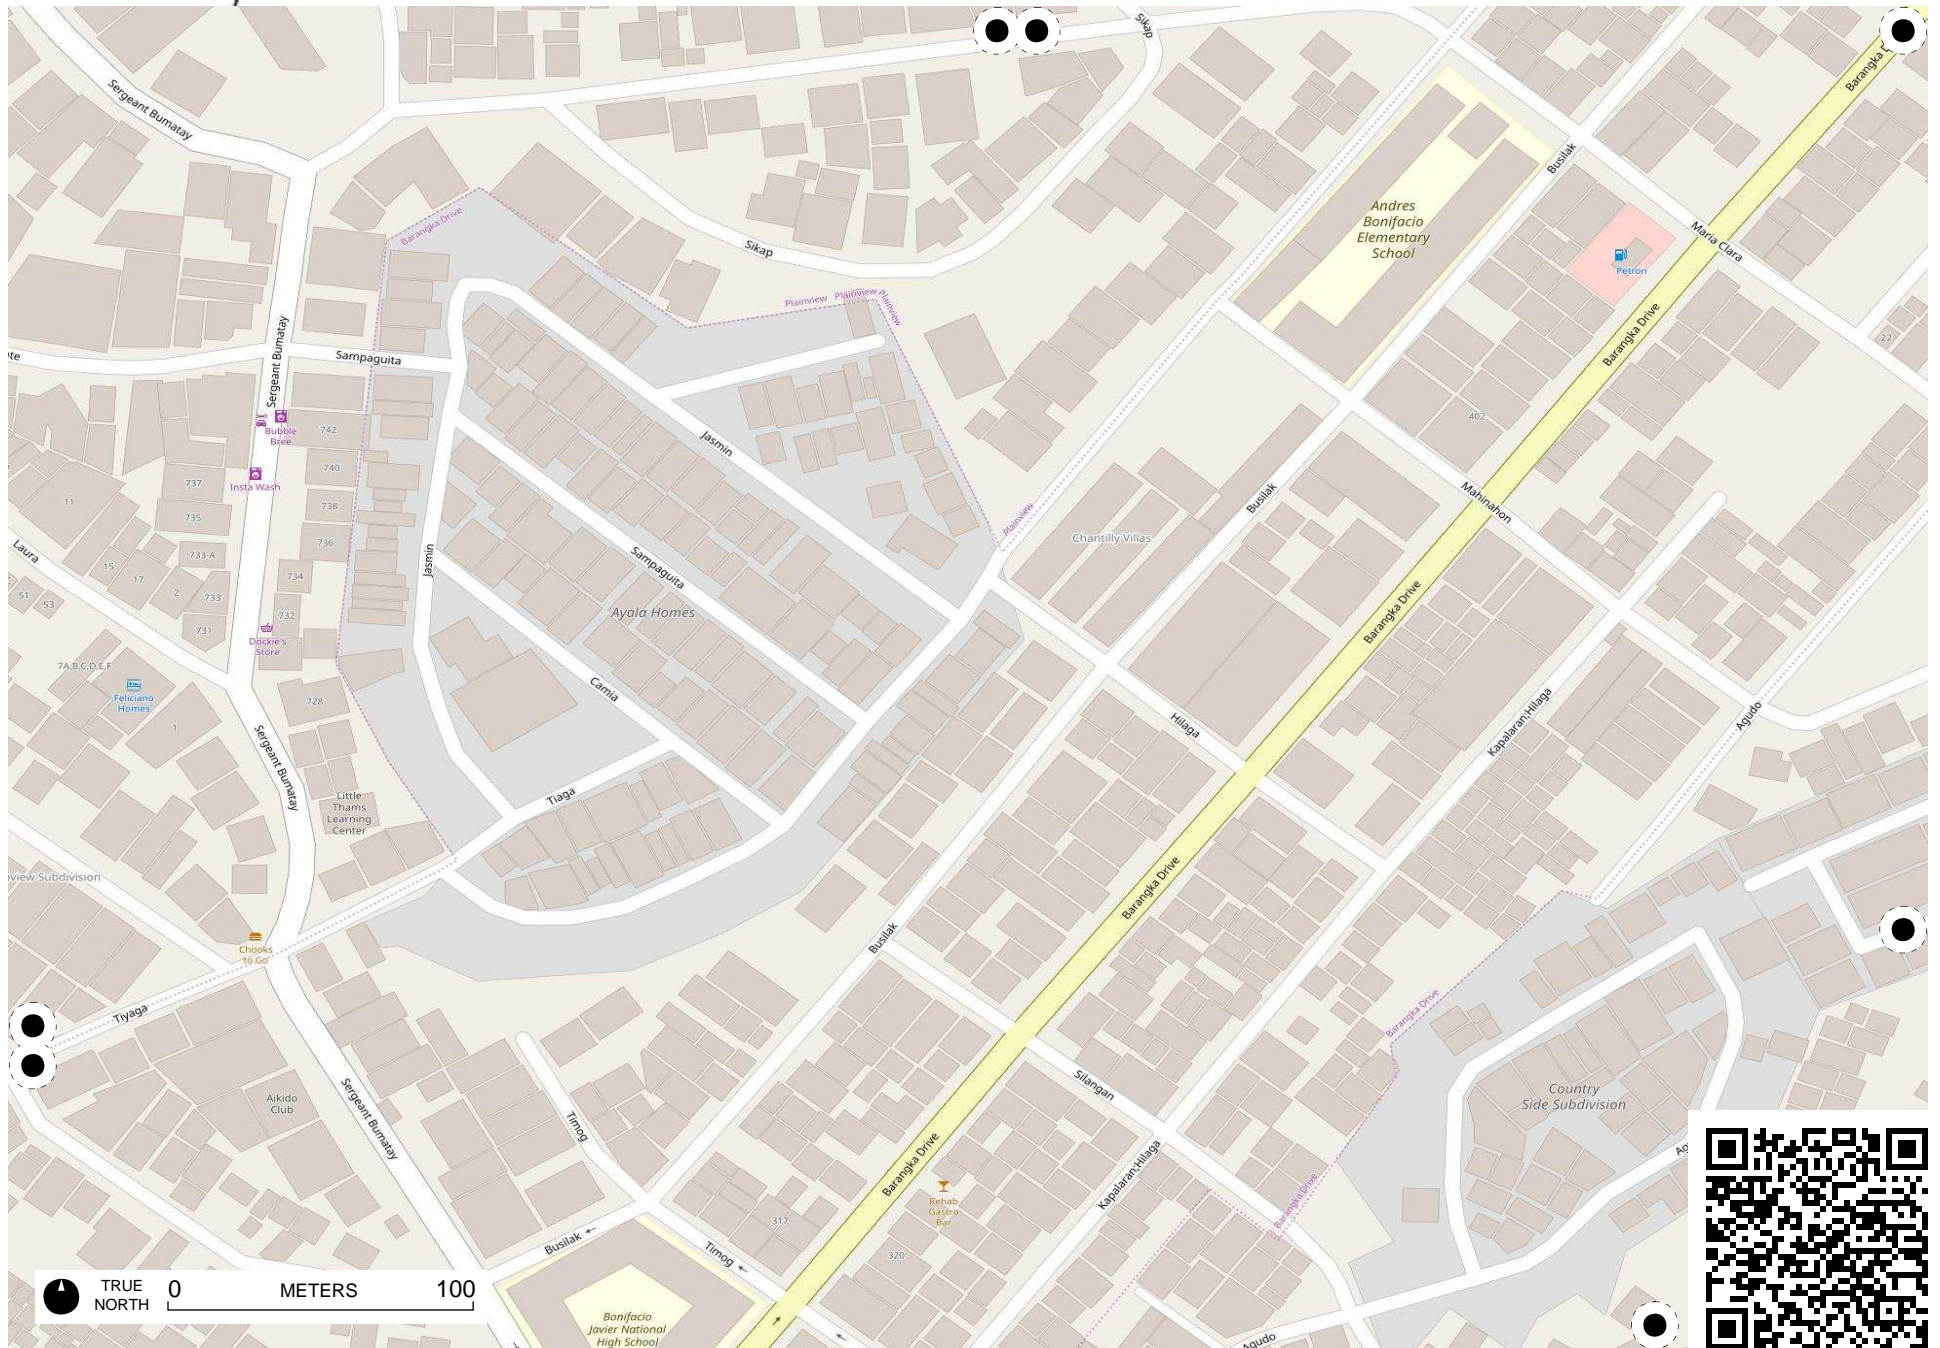 Sikap
Barangka D
Sergeant Bumatay
Busilak
Andres
Bonifacio
Elementary
School
Barangka Drive
Maria Clara
Sikap
Petron
Plainview
Plainview
Plainview
Barangka Drive
22
Sergeant Bumatay
Sampaguita
402
Bubble
Bree
742
Jasmin
740
Insta Wash
737
738
Busilak
Mahinahon
11
735
736
Plainview
Chantilly Villas
Laura
733-A
Jasmin
Sampaguita
15
17
734
51
53
2
733
732
Ayala Homes
Barangka Drive
731
Dockie's
Store
7A,B,C,D,E,F
Feliciano
Homes
728
Camia
1
Hilaga
Kapalaran;Hilaga
Agudo
Sergeant Bumatay
Tiaga
Little
Thams
Learning
Center
Barangka Drive
view Subdivision
Chooks
to Go
Busilak
Tiyaga
Barangka Drive
Aikido
Club
Sergeant Bumatay
Timog
Silangan
Country
Side Subdivision
Barangka Drive
Kapalaran;Hilaga
Rehab
Gastro
Bar
Barangka Drive
317
320
Busilak
Timog
TRUE
NORTH
0 METERS 100
Bonifacio
Javier National
High School
Agudo